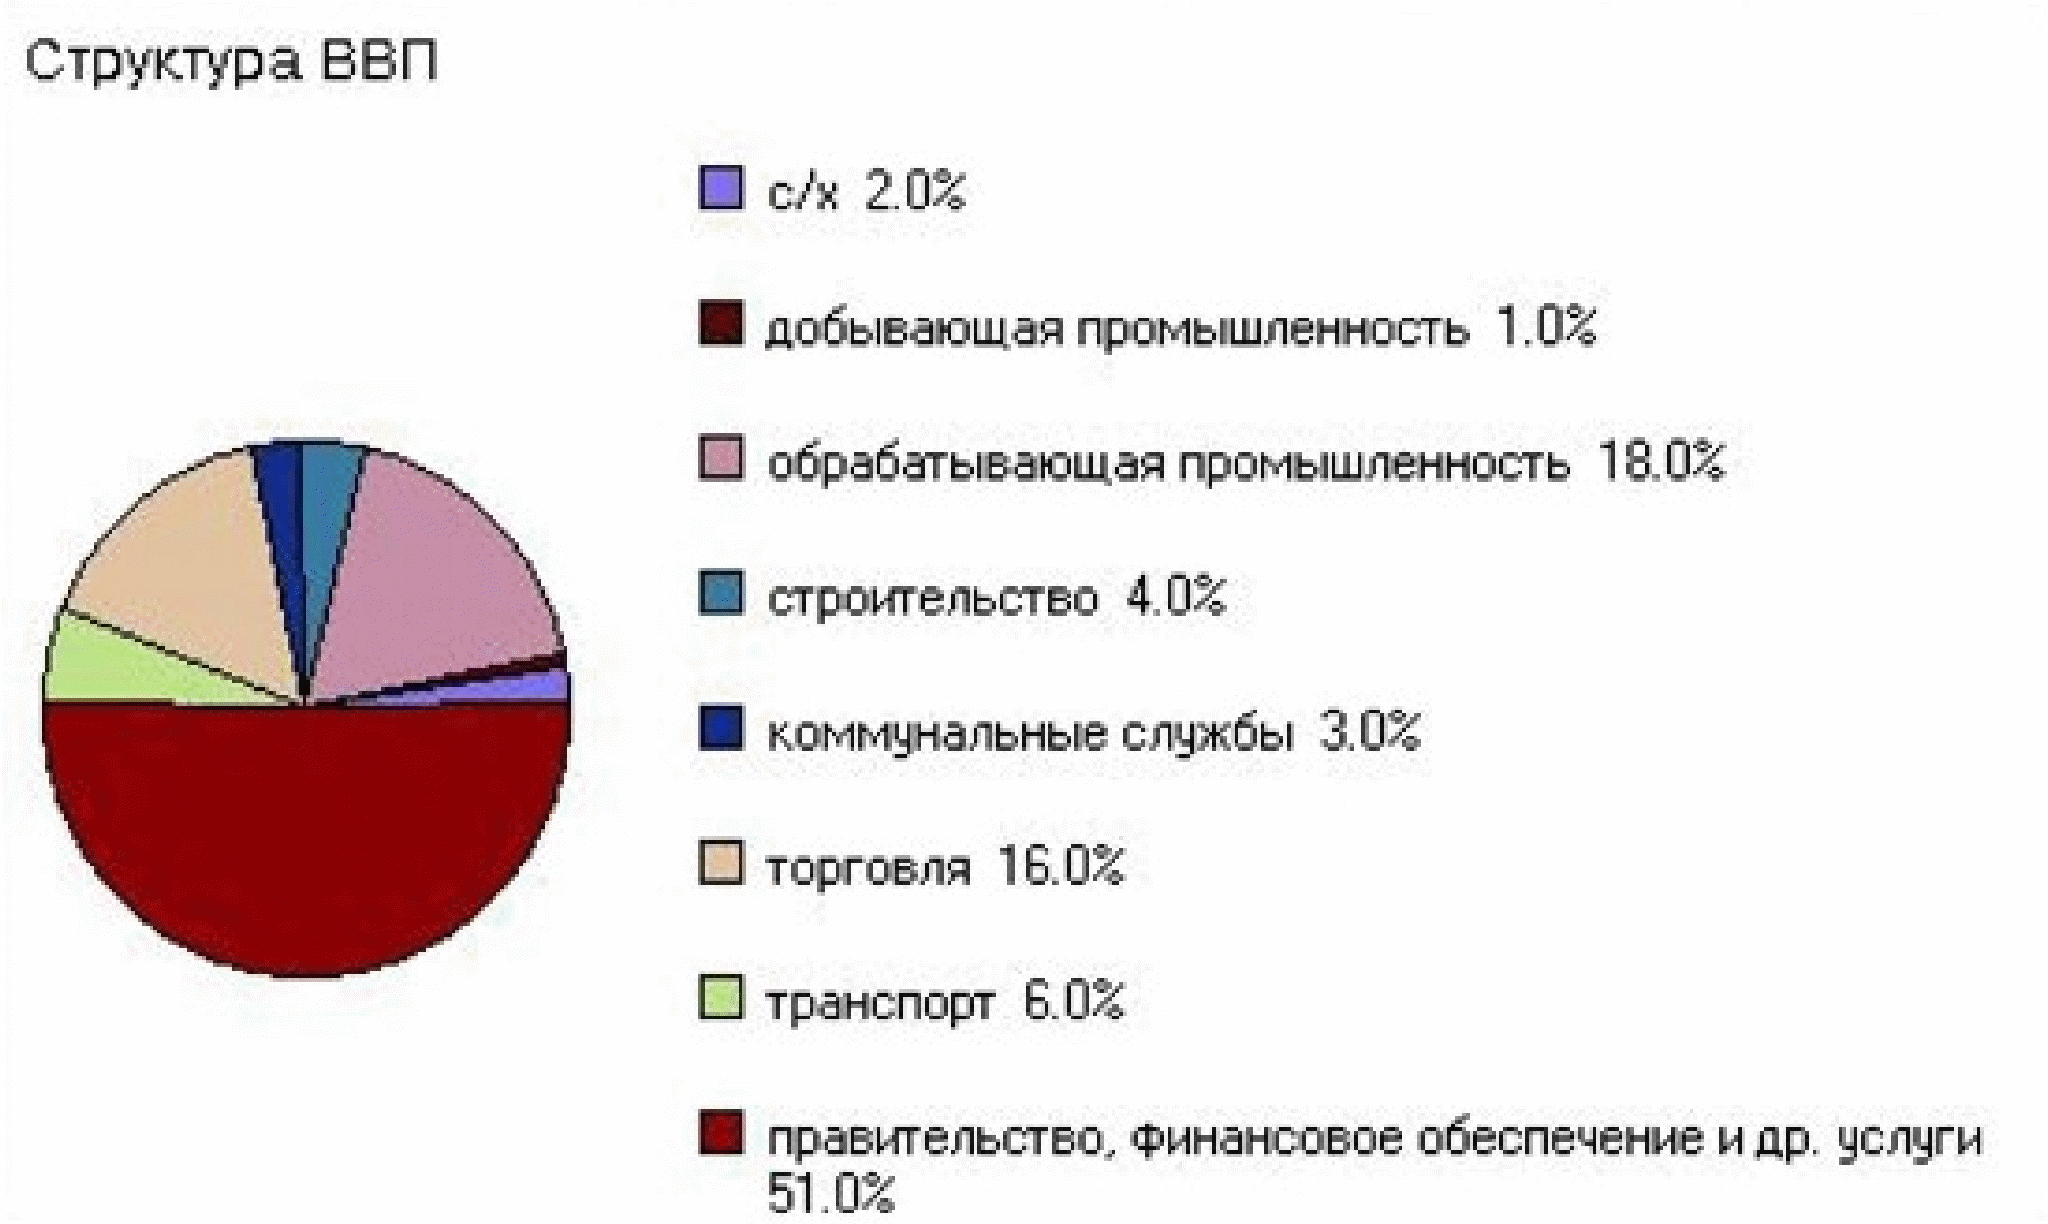 Структура ВВП
с/х 2.0%
добывающая промышленность 1.0%
обрабатывающая промышленность 18.0%
строительство 4.0%
коммунальные службы 3.0%
торговля 16.0%
транспорт 6.0%
правительство, финансовое обеспечение и др. услуги
51.0%